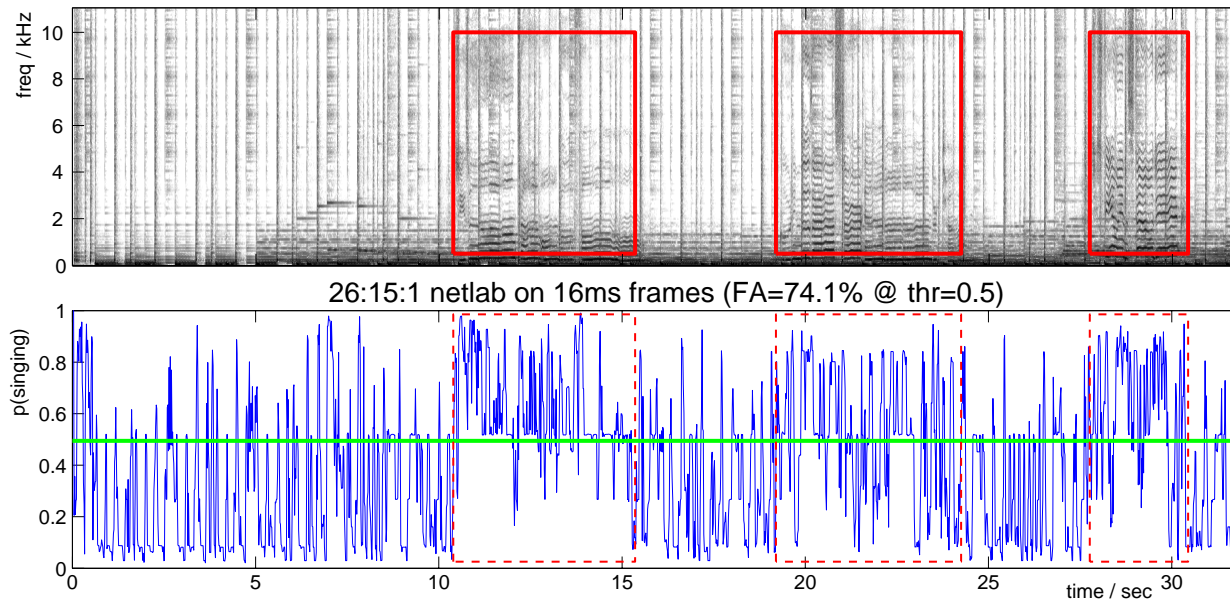 freq / kHz
10
8
6
4
2
0
26:15:1 netlab on 16ms frames (FA=74.1% @ thr=0.5)
p(singing)
1
0.8
0.6
0.4
0.2
0
0 5 10 15 20 25 30
time / sec